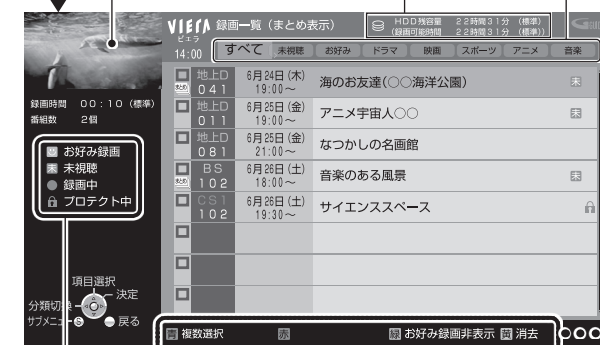 VIErA 録画一覧 (まとめ表示)
ビエラ
HDD残容量 22時間31分 (標準)
(録画可能時間 22時間31分 (標準))
14:00 すべて 未視聴 お好み ドラマ 映画 スポーツ アニメ 音楽
地上D 6月24日(木) 海のお友達(○○海洋公園) 未
まとめ 041 19:00~
地上D 6月25日(金) アニメ宇宙人○○
011 19:00~
地上D 6月25日(金) なつかしの名画館
081 21:00~
BS 6月26日(土) 音楽のある風景 未
まとめ 102 18:00~
CS1 6月26日(土) サイエンススペース
102 19:30~
録画時間 00:10 (標準)
番組数 2個
お好み録画
未 未視聴
録画中
プロテクト中
項目選択
決定
分類切換
サブメニュー S 戻る
青 複数選択 赤 緑 お好み録画非表示 黄 消去